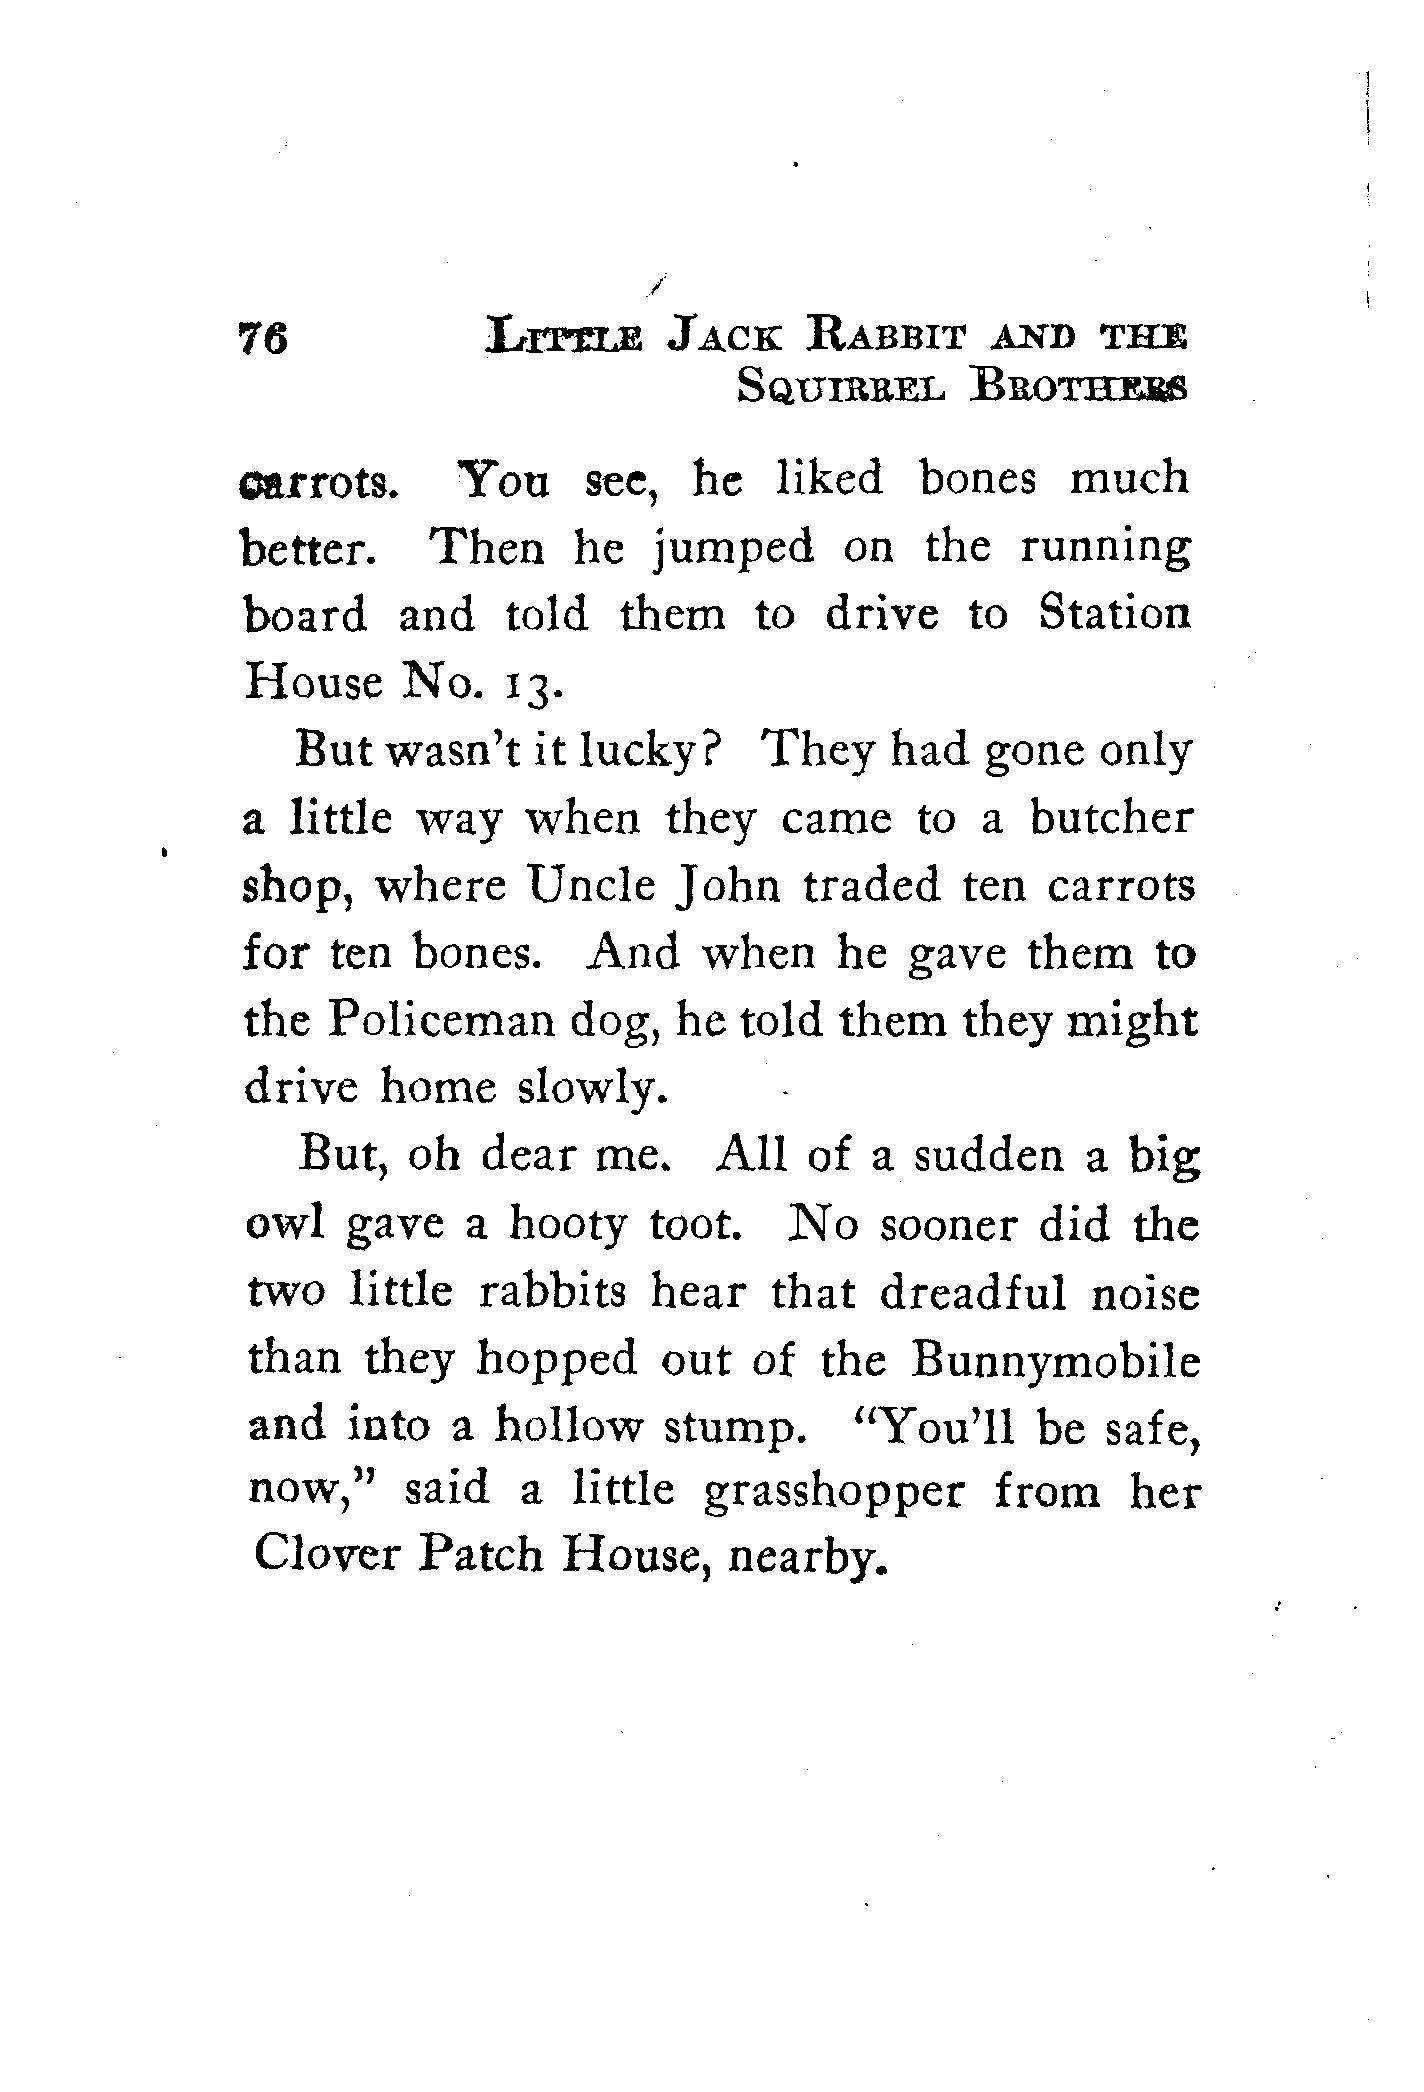 76 LITTLE JACK RABBIT AND THE
SQUIRREL BROTHERS
carrots. You see, he liked bones much
better. Then he jumped on the running
board and told them to drive to Station
House No. 13.
But wasn't it lucky? They had gone only
a little way when they came to a butcher
shop, where Uncle John traded ten carrots
for ten bones. And when he gave them to
the Policeman dog, he told them they might
drive home slowly.
But, oh dear me. All of a sudden a big
owl gave a hooty toot. No sooner did the
two little rabbits hear that dreadful noise
than they hopped out of the Bunnymobile
and into a hollow stump. "You'll be safe,
now," said a little grasshopper from her
Clover Patch House, nearby.